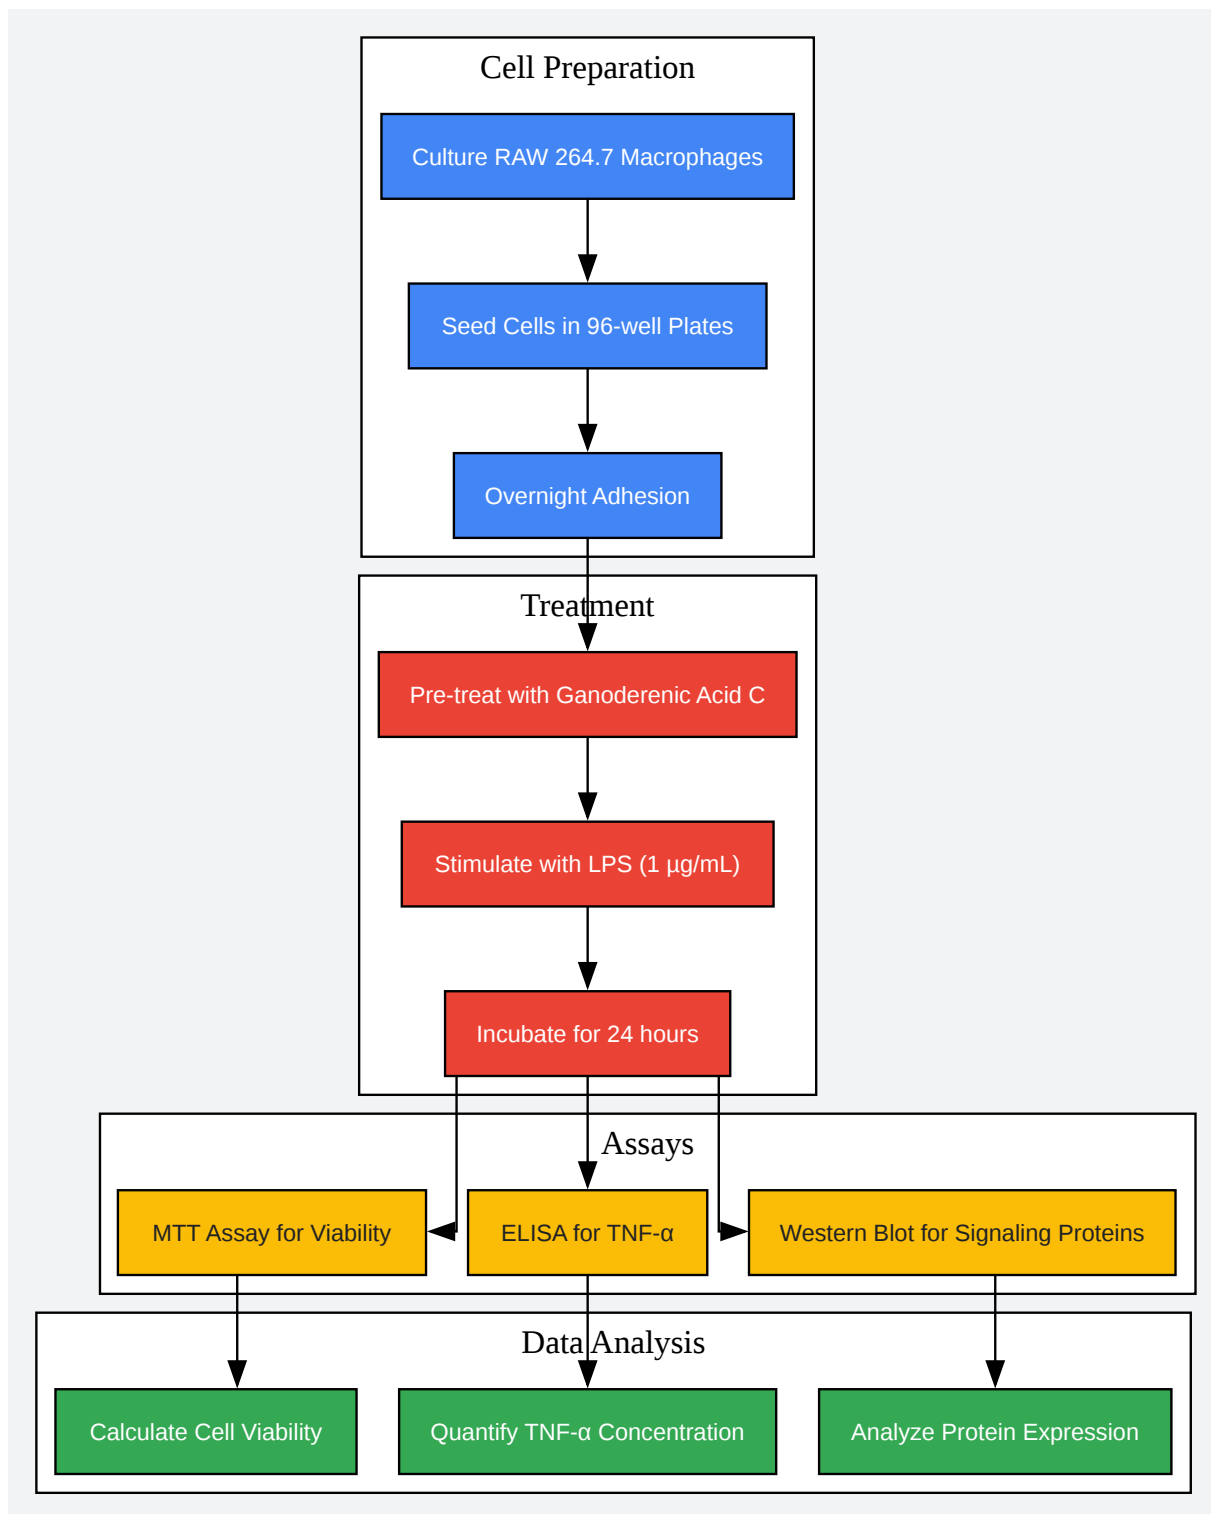 Cell Preparation
Culture RAW 264.7 Macrophages
Seed Cells in 96-well Plates
Overnight Adhesion
Treatment
Pre-treat with Ganoderenic Acid C
Stimulate with LPS (1 µg/mL)
Incubate for 24 hours
Assays
MTT Assay for Viability
ELISA for TNF-α
Western Blot for Signaling Proteins
Data Analysis
Calculate Cell Viability
Quantify TNF-α Concentration
Analyze Protein Expression